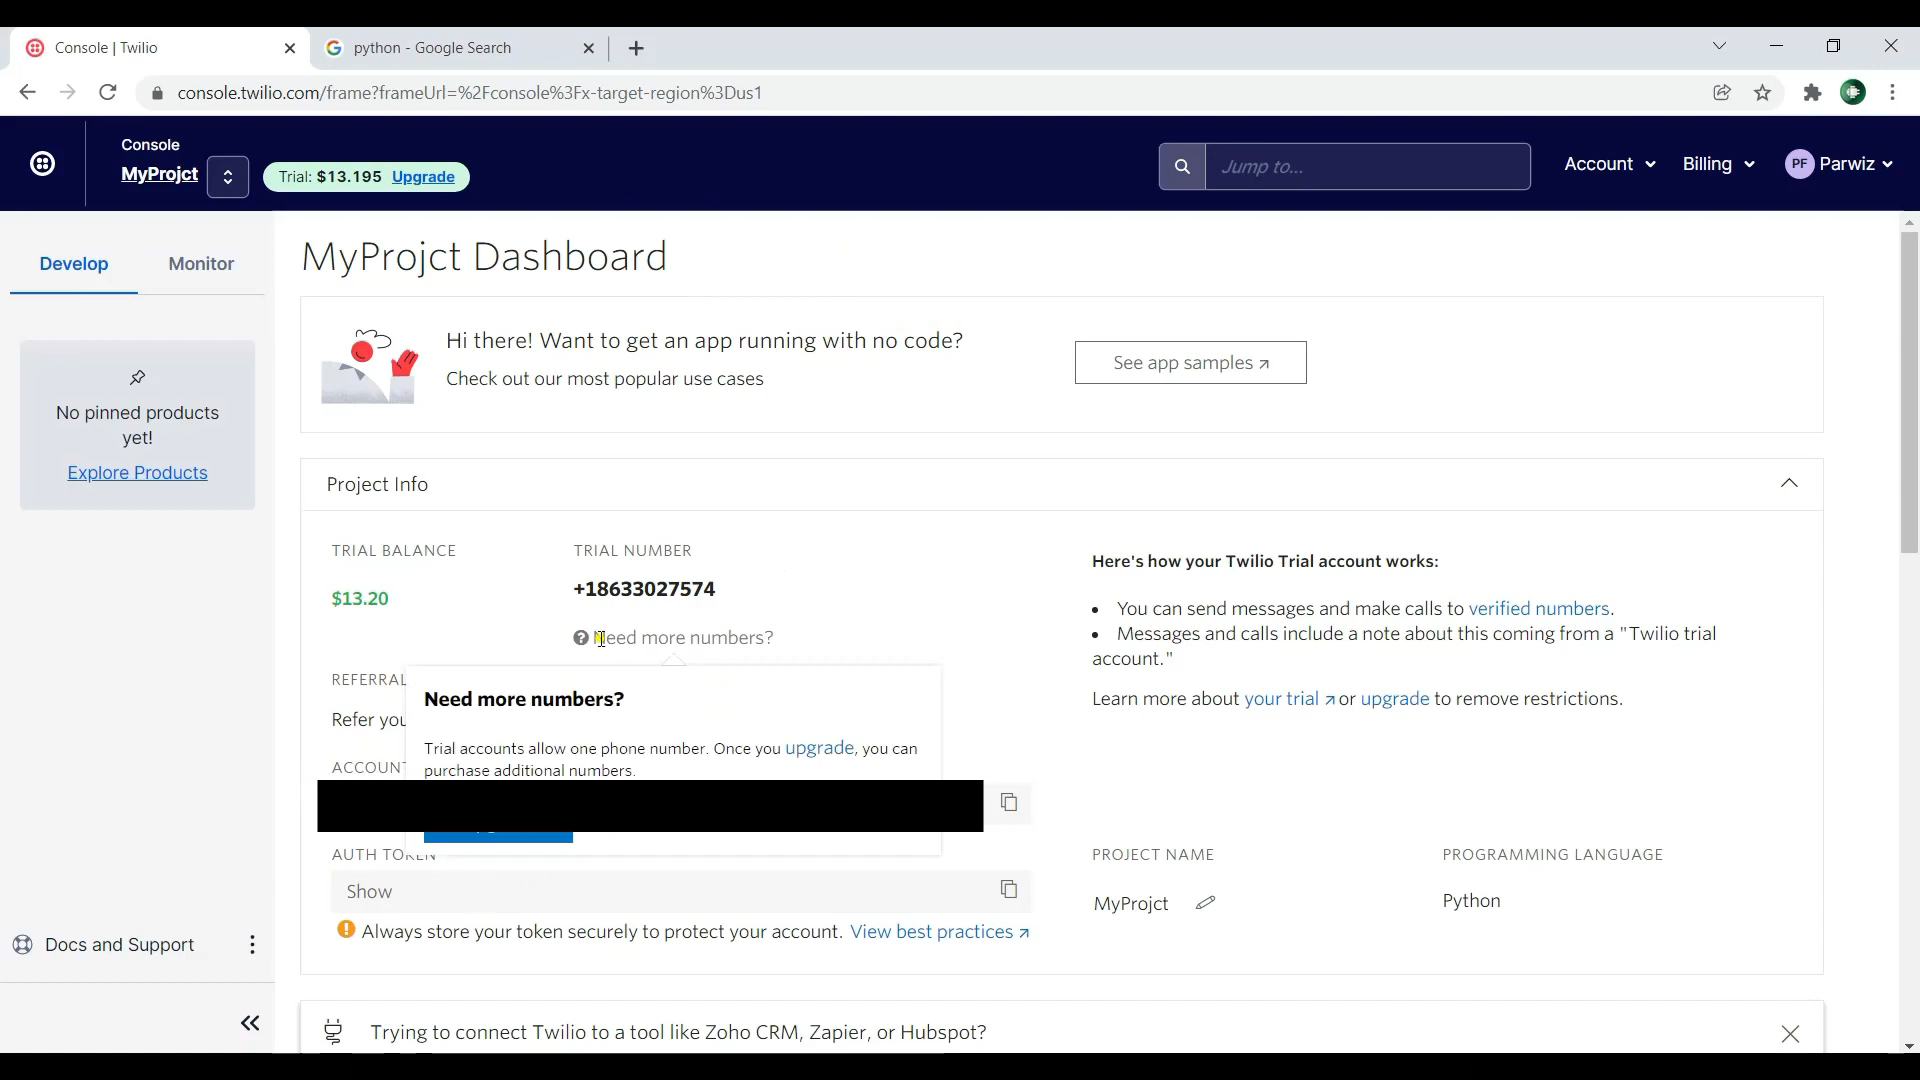 Console | Twilio
python - Google Search
console.twilio.com/frame?frameUrl=%2Fconsole%3Fx-target-region%3Dus1
Console
MyProjct
Trial: $13.195 Upgrade
Jump to...
Account
Billing
PF
Parwiz
Develop
Monitor
No pinned products
yet!
Explore Products
Docs and Support
MyProjct Dashboard
Hi there! Want to get an app running with no code?
Check out our most popular use cases
See app samples
Project Info
TRIAL BALANCE
$13.20
TRIAL NUMBER
+18633027574
Need more numbers?
REFERRAL
Refer you
Need more numbers?
Trial accounts allow one phone number. Once you upgrade, you can
purchase additional numbers.
ACCOUNT
AUTH TOKEN
Show
Always store your token securely to protect your account. View best practices
Here's how your Twilio Trial account works:
• You can send messages and make calls to verified numbers.
• Messages and calls include a note about this coming from a "Twilio trial
account."
Learn more about your trial or upgrade to remove restrictions.
PROJECT NAME
MyProjct
PROGRAMMING LANGUAGE
Python
Trying to connect Twilio to a tool like Zoho CRM, Zapier, or Hubspot?